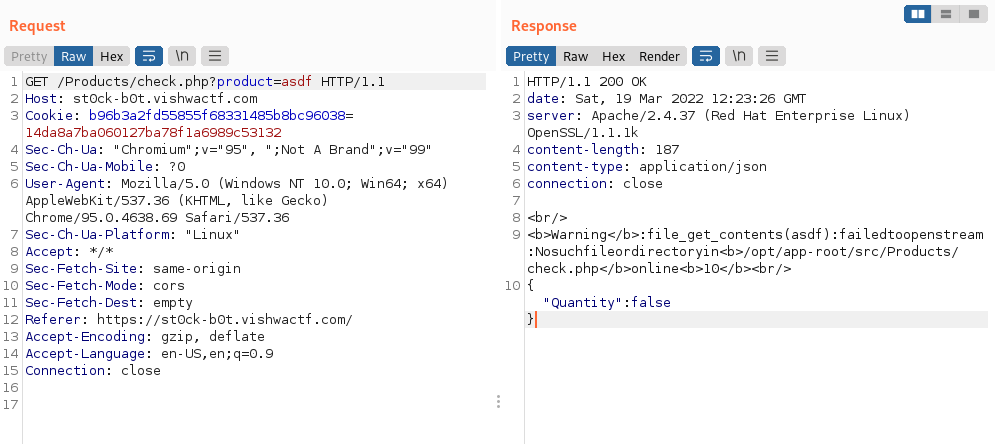 Request
Pretty Raw Hex \n
1 GET /Products/check.php?product=asdf HTTP/1.1
2 Host: st0ck-b0t.vishwactf.com
3 Cookie: b96b3a2fd55855f68331485b8bc96038=
14da8a7ba060127ba78f1a6989c53132
4 Sec-Ch-Ua: "Chromium";v="95", ";Not A Brand";v="99"
5 Sec-Ch-Ua-Mobile: ?0
6 User-Agent: Mozilla/5.0 (Windows NT 10.0; Win64; x64)
AppleWebKit/537.36 (KHTML, like Gecko)
Chrome/95.0.4638.69 Safari/537.36
7 Sec-Ch-Ua-Platform: "Linux"
8 Accept: */*
9 Sec-Fetch-Site: same-origin
10 Sec-Fetch-Mode: cors
11 Sec-Fetch-Dest: empty
12 Referer: https://st0ck-b0t.vishwactf.com/
13 Accept-Encoding: gzip, deflate
14 Accept-Language: en-US,en;q=0.9
15 Connection: close
16
17
Response
Pretty Raw Hex Render \n
1 HTTP/1.1 200 OK
2 date: Sat, 19 Mar 2022 12:23:26 GMT
3 server: Apache/2.4.37 (Red Hat Enterprise Linux)
OpenSSL/1.1.1k
4 content-length: 187
5 content-type: application/json
6 connection: close
7
8 <br/>
9 <b>Warning</b>:file_get_contents(asdf):failedtoopenstream
:Nosuchfileordirectoryin<b>/opt/app-root/src/Products/
check.php</b>online<b>10</b><br/>
10 {
"Quantity":false
}